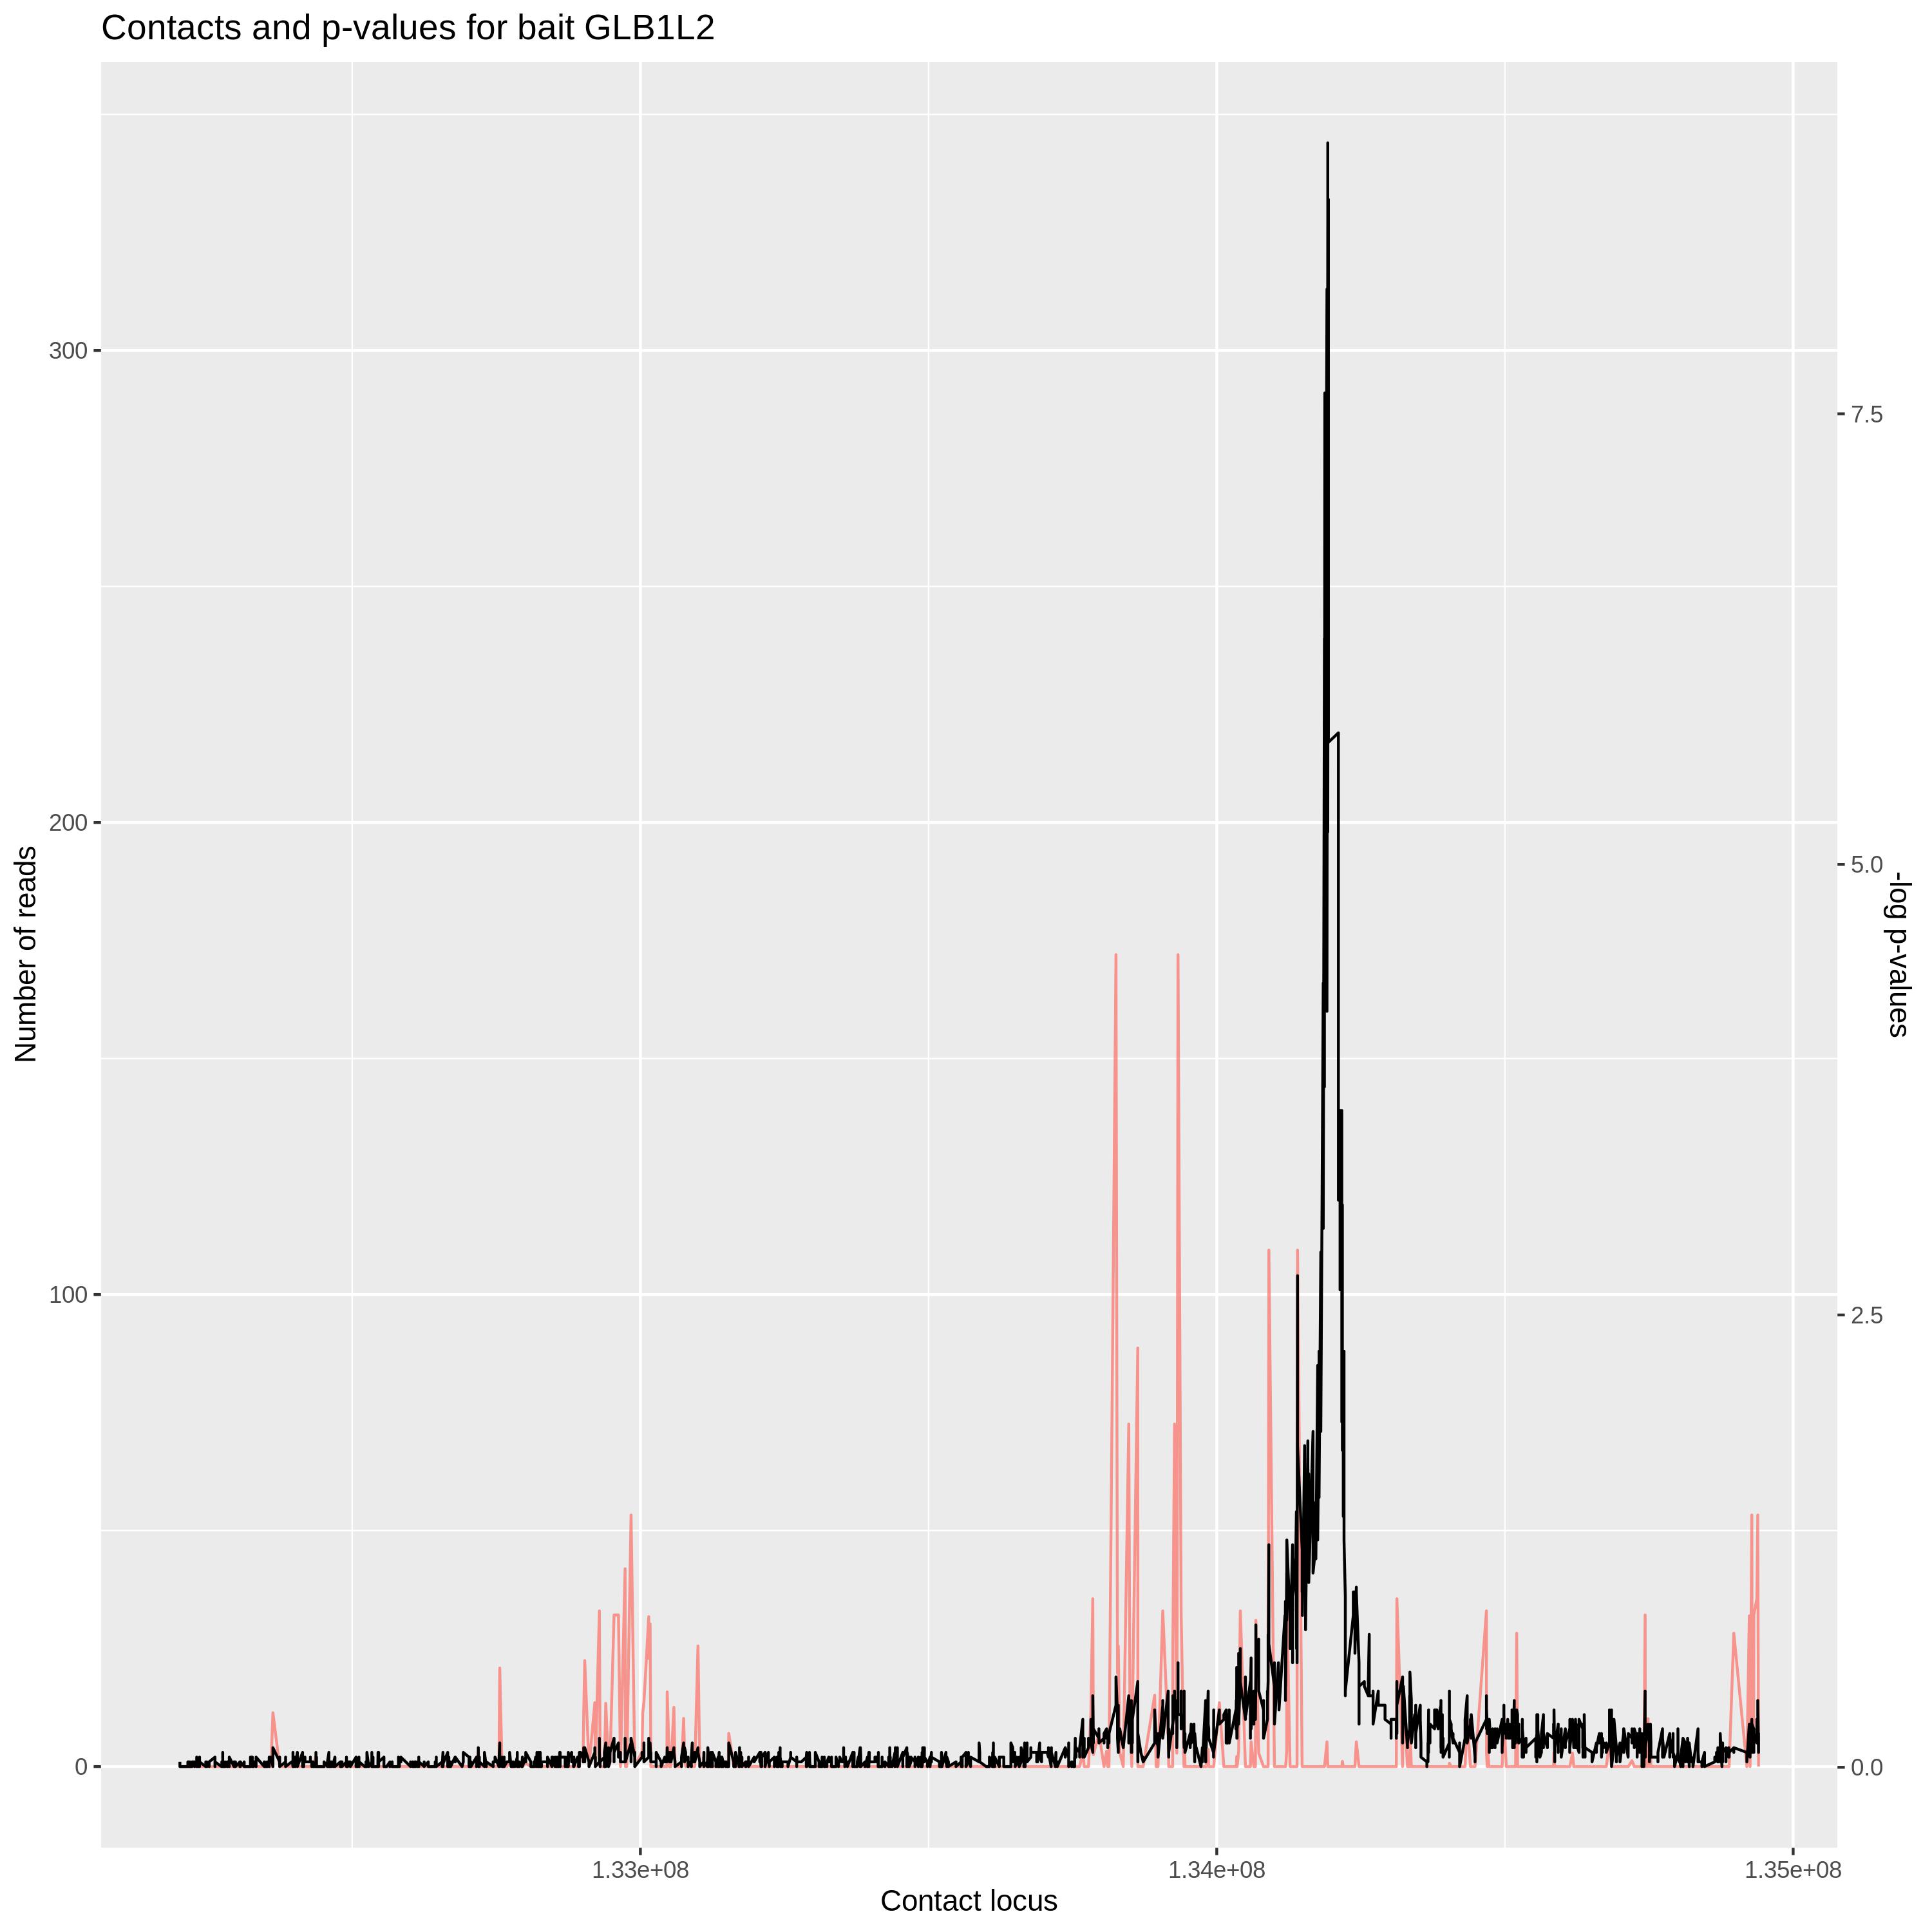 Contacts and p-values for bait GLB1L2
300
200
100
0
Number of reads
7.5
5.0
2.5
0.0
-log p-values
1.33e+08
1.34e+08
1.35e+08
Contact locus